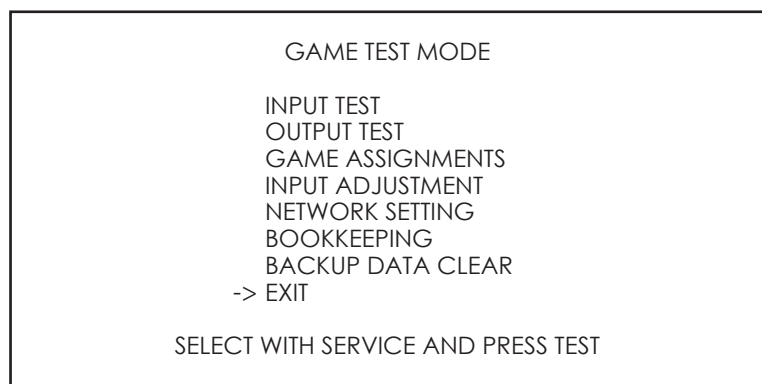 GAME TEST MODE
INPUT TEST
OUTPUT TEST
GAME ASSIGNMENTS
INPUT ADJUSTMENT
NETWORK SETTING
BOOKKEEPING
BACKUP DATA CLEAR
-> EXIT
SELECT WITH SERVICE AND PRESS TEST